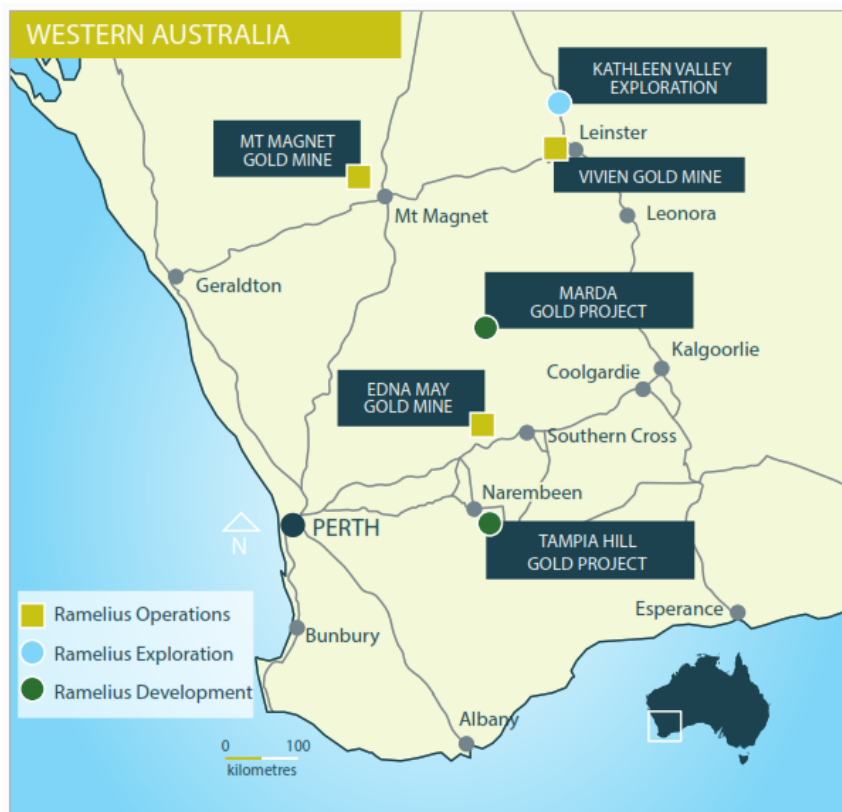 WESTERN AUSTRALIA
KATHLEEN VALLEY
EXPLORATION
MT MAGNET
GOLD MINE
Leinster
VIVIEN GOLD MINE
Mt Magnet
Leonora
Geraldton
MARDA
GOLD PROJECT
Kalgoorlie
Coolgardie
EDNA MAY
GOLD MINE
Southern Cross
Narembeen
PERTH
N
TAMPIA HILL
GOLD PROJECT
Ramelius Operations
Ramelius Exploration
Ramelius Development
Esperance
Bunbury
Albany
0 100
kilometres